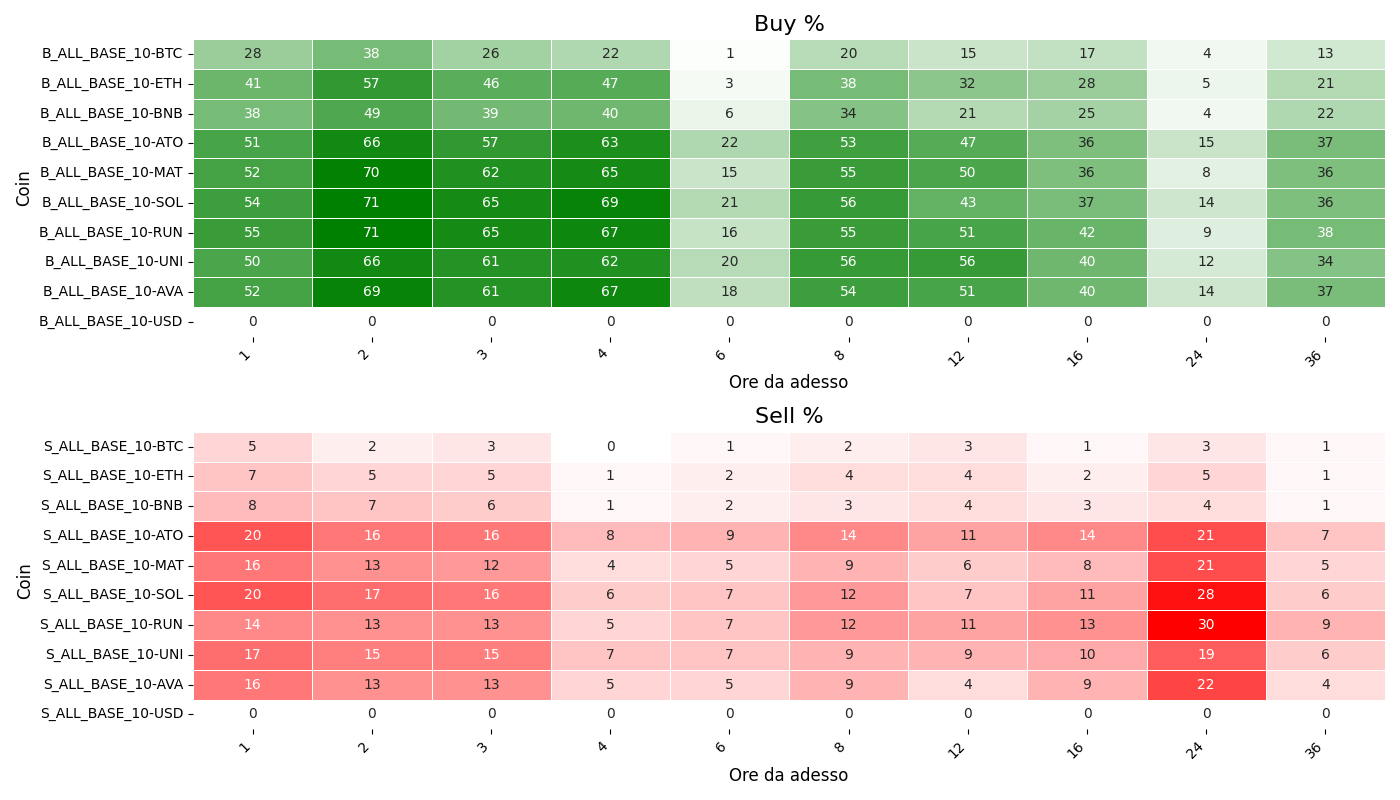 Buy %
Coin
B_ALL_BASE_10-BTC 28 38 26 22 1 20 15 17 4 13
B_ALL_BASE_10-ETH 41 57 46 47 3 38 32 28 5 21
B_ALL_BASE_10-BNB 38 49 39 40 6 34 21 25 4 22
B_ALL_BASE_10-ATO 51 66 57 63 22 53 47 36 15 37
B_ALL_BASE_10-MAT 52 70 62 65 15 55 50 36 8 36
B_ALL_BASE_10-SOL 54 71 65 69 21 56 43 37 14 36
B_ALL_BASE_10-RUN 55 71 65 67 16 55 51 42 9 38
B_ALL_BASE_10-UNI 50 66 61 62 20 56 56 40 12 34
B_ALL_BASE_10-AVA 52 69 61 67 18 54 51 40 14 37
B_ALL_BASE_10-USD 0 0 0 0 0 0 0 0 0 0
1 2 3 4 6 8 12 16 24 36
Ore da adesso
Sell %
Coin
S_ALL_BASE_10-BTC 5 2 3 0 1 2 3 1 3 1
S_ALL_BASE_10-ETH 7 5 5 1 2 4 4 2 5 1
S_ALL_BASE_10-BNB 8 7 6 1 2 3 4 3 4 1
S_ALL_BASE_10-ATO 20 16 16 8 9 14 11 14 21 7
S_ALL_BASE_10-MAT 16 13 12 4 5 9 6 8 21 5
S_ALL_BASE_10-SOL 20 17 16 6 7 12 7 11 28 6
S_ALL_BASE_10-RUN 14 13 13 5 7 12 11 13 30 9
S_ALL_BASE_10-UNI 17 15 15 7 7 9 9 10 19 6
S_ALL_BASE_10-AVA 16 13 13 5 5 9 4 9 22 4
S_ALL_BASE_10-USD 0 0 0 0 0 0 0 0 0 0
1 2 3 4 6 8 12 16 24 36
Ore da adesso